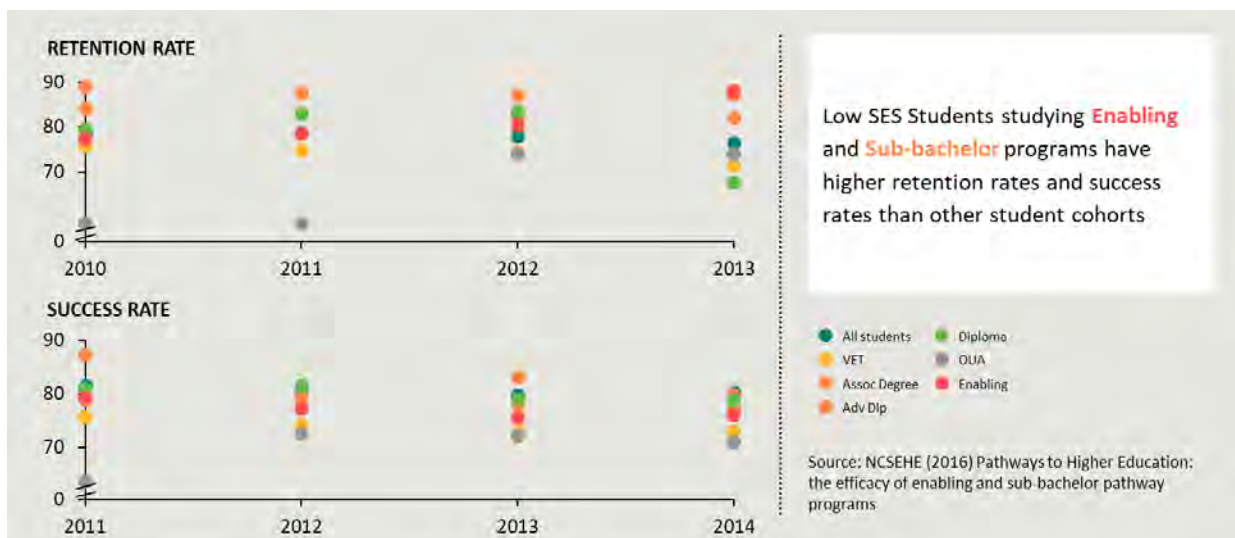 RETENTION RATE
90
80
70
0
2010 2011 2012 2013
SUCCESS RATE
90
80
70
0
2011 2012 2013 2014
Low SES Students studying Enabling
and Sub-bachelor programs have
higher retention rates and success
rates than other student cohorts
All students Diploma
VET OUA
Assoc Degree Enabling
Adv Dip
Source: NCSEHE (2016) Pathways to Higher Education:
the efficacy of enabling and sub-bachelor pathway
programs